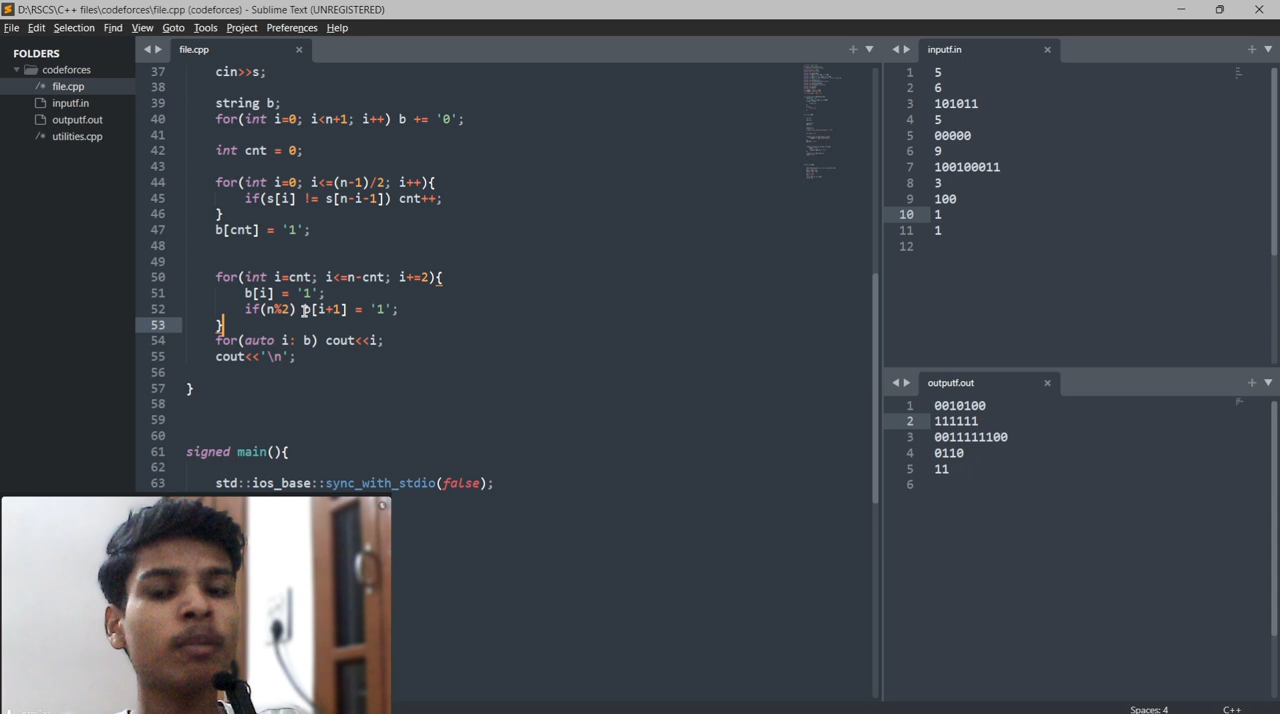 D:\RSCS\C++ files\codeforces\file.cpp (codeforces) - Sublime Text (UNREGISTERED)
File Edit Selection Find View Goto Tools Project Preferences Help
FOLDERS
codeforces
/* file.cpp
inputf.in
outputf.out
/* utilities.cpp
file.cpp
37 cin>>s;
38
39 string b;
40 for(int i=0; i<n+1; i++) b += '0';
41
42 int cnt = 0;
43
44 for(int i=0; i<=(n-1)/2; i++){
45 if(s[i] != s[n-i-1]) cnt++;
46 }
47 b[cnt] = '1';
48
49
50 for(int i=cnt; i<=n-cnt; i+=2){
51 b[i] = '1';
52 if(n%2) b[i+1] = '1';
53 }
54 for(auto i: b) cout<<i;
55 cout<<'\n';
56
57 }
58
59
60
61 signed main(){
62
63 std::ios_base::sync_with_stdio(false);
inputf.in
1 5
2 6
3 101011
4 5
5 00000
6 9
7 100100011
8 3
9 100
10 1
11 1
12
outputf.out
1 0010100
2 111111
3 0011111100
4 0110
5 11
6
Spaces: 4 C++